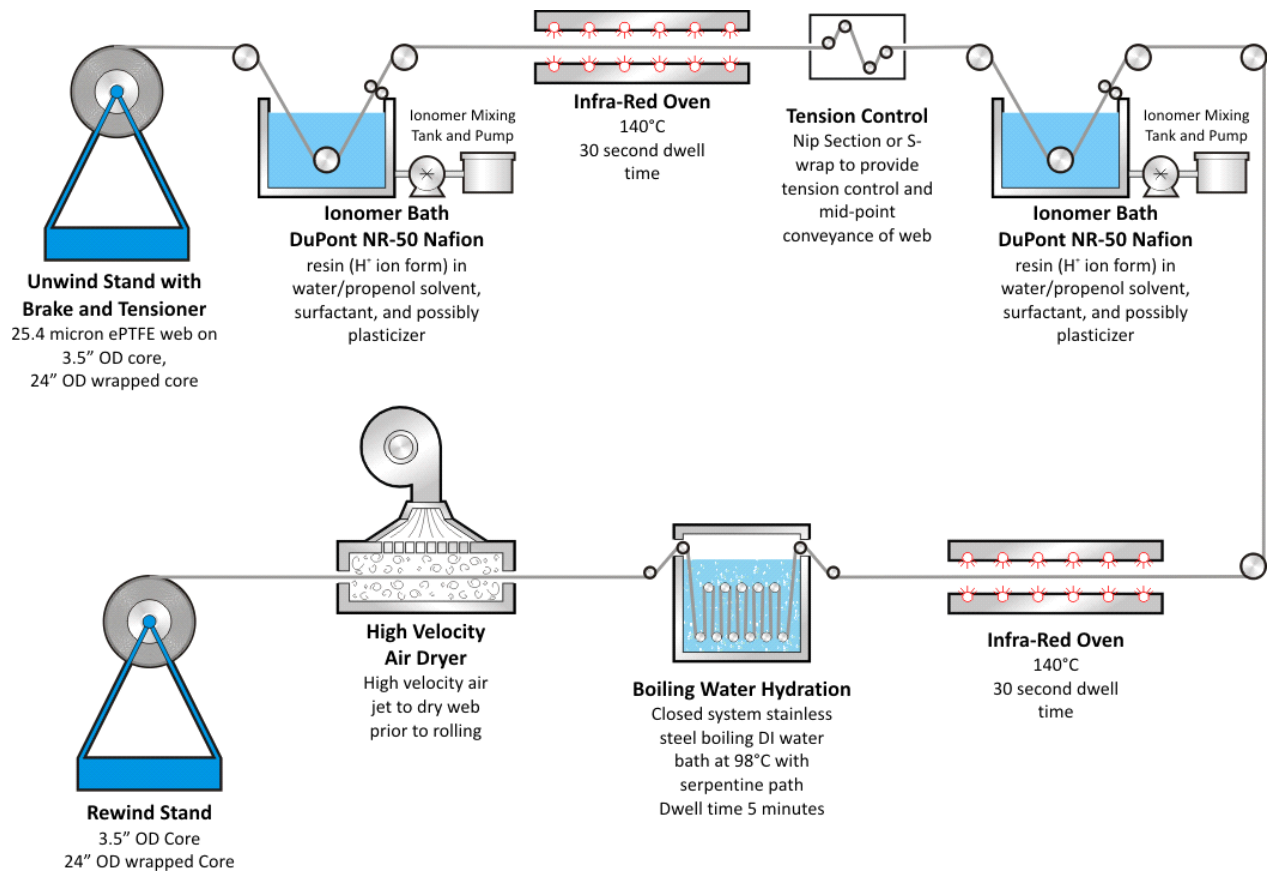 Unwind Stand with
Brake and Tensioner
25.4 micron ePTFE web on
3.5” OD core,
24” OD wrapped core
Ionomer Mixing
Tank and Pump
Ionomer Bath
DuPont NR-50 Nafion
resin (H⁺ ion form) in
water/propenol solvent,
surfactant, and possibly
plasticizer
Infra-Red Oven
140°C
30 second dwell
time
Tension Control
Nip Section or S-
wrap to provide
tension control and
mid-point
conveyance of web
Ionomer Mixing
Tank and Pump
Ionomer Bath
DuPont NR-50 Nafion
resin (H⁺ ion form) in
water/propenol solvent,
surfactant, and possibly
plasticizer
Infra-Red Oven
140°C
30 second dwell
time
Boiling Water Hydration
Closed system stainless
steel boiling DI water
bath at 98°C with
serpentine path
Dwell time 5 minutes
High Velocity
Air Dryer
High velocity air
jet to dry web
prior to rolling
Rewind Stand
3.5” OD Core
24” OD wrapped Core